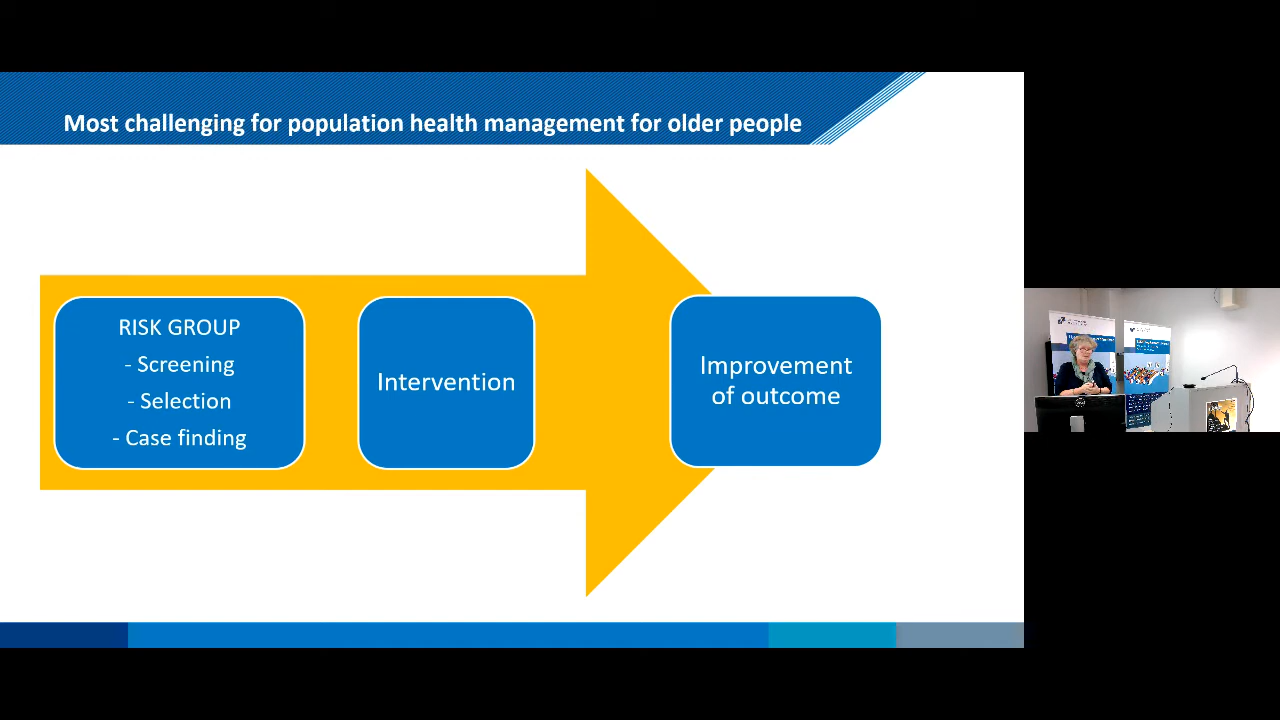 Most challenging for population health management for older people
RISK GROUP
- Screening
- Selection
- Case finding
Intervention
Improvement
of outcome